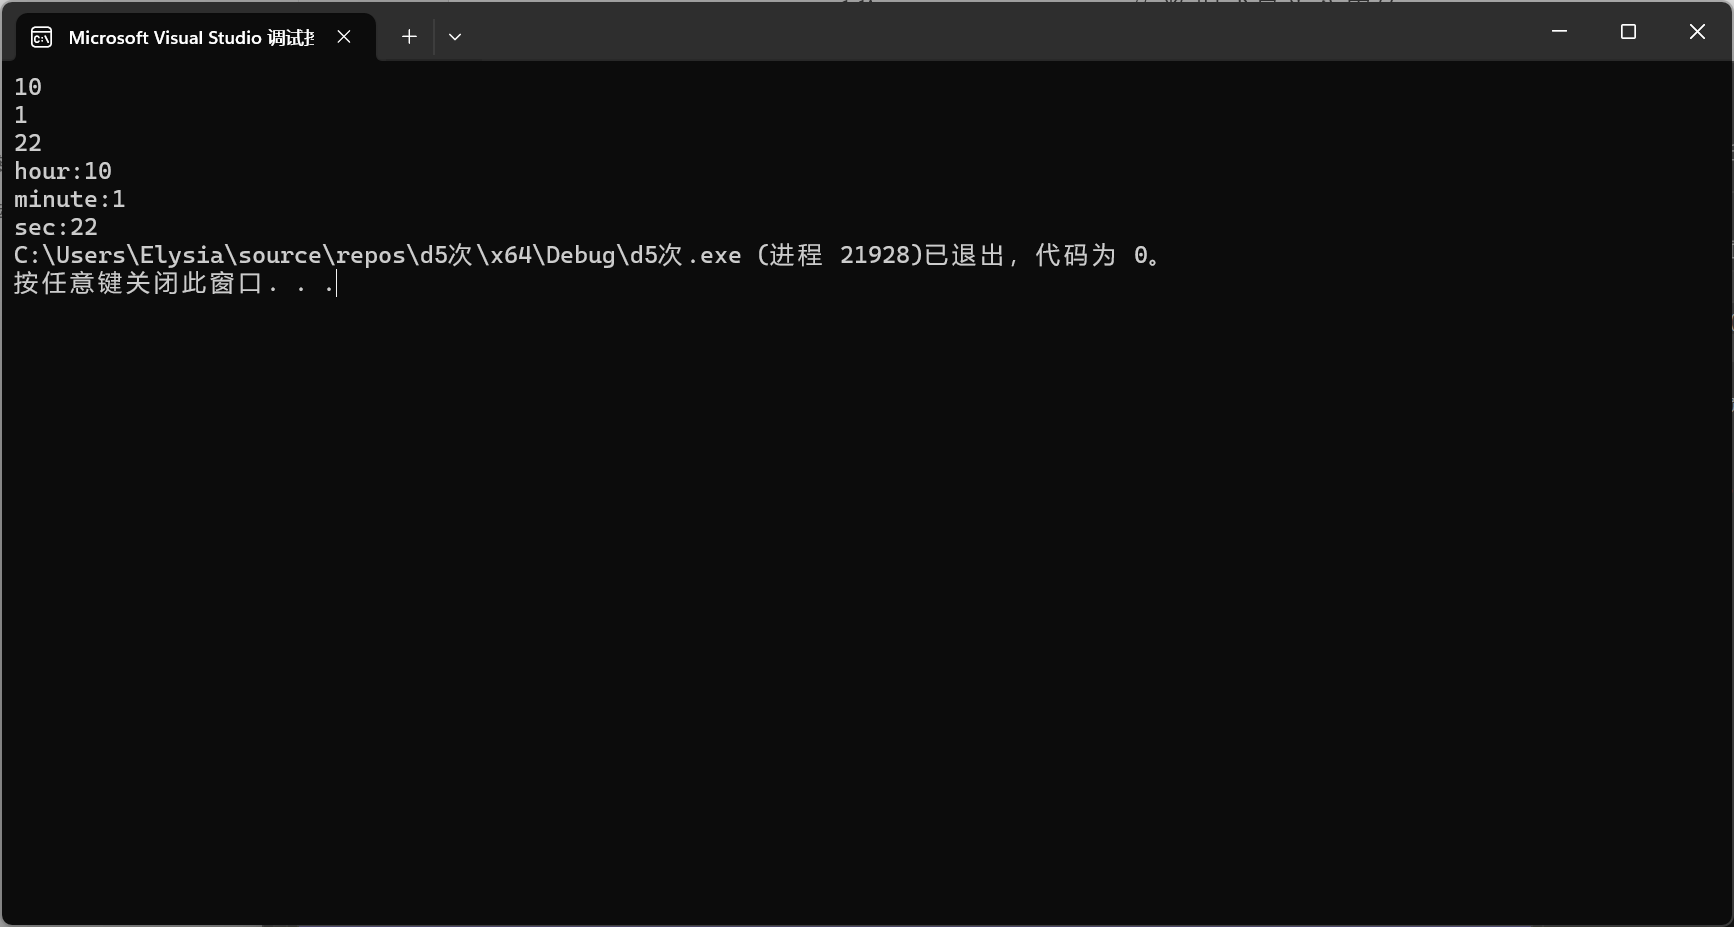 Microsoft Visual Studio 调试
10
1
22
hour:10
minute:1
sec:22
C:\Users\Elysia\source\repos\d5次\x64\Debug\d5次.exe (进程 21928)已退出，代码为 0。
按任意键关闭此窗口. . .